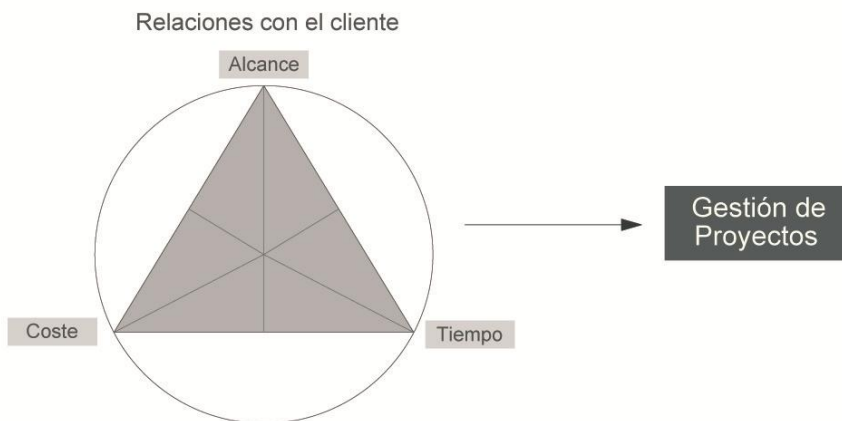 Relaciones con el cliente
Alcance
Gestión de
Proyectos
Coste
Tiempo